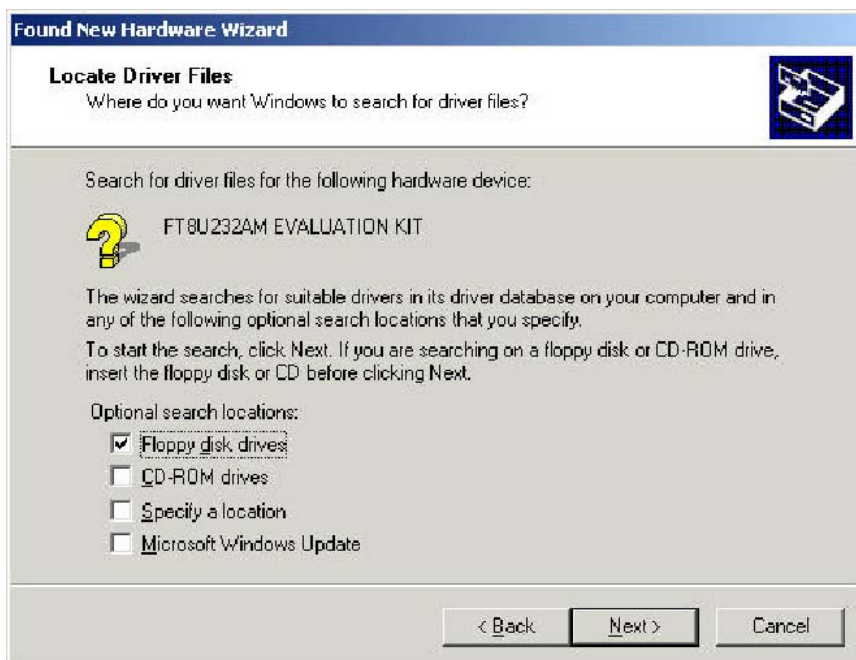 Found New Hardware Wizard
Locate Driver Files
Where do you want Windows to search for driver files?
Search for driver files for the following hardware device:
FT8U232AM EVALUATION KIT
The wizard searches for suitable drivers in its driver database on your computer and in
any of the following optional search locations that you specify.
To start the search, click Next. If you are searching on a floppy disk or CD-ROM drive,
insert the floppy disk or CD before clicking Next.
Optional search locations:
Floppy disk drives
CD-ROM drives
Specify a location
Microsoft Windows Update
< Back Next > Cancel